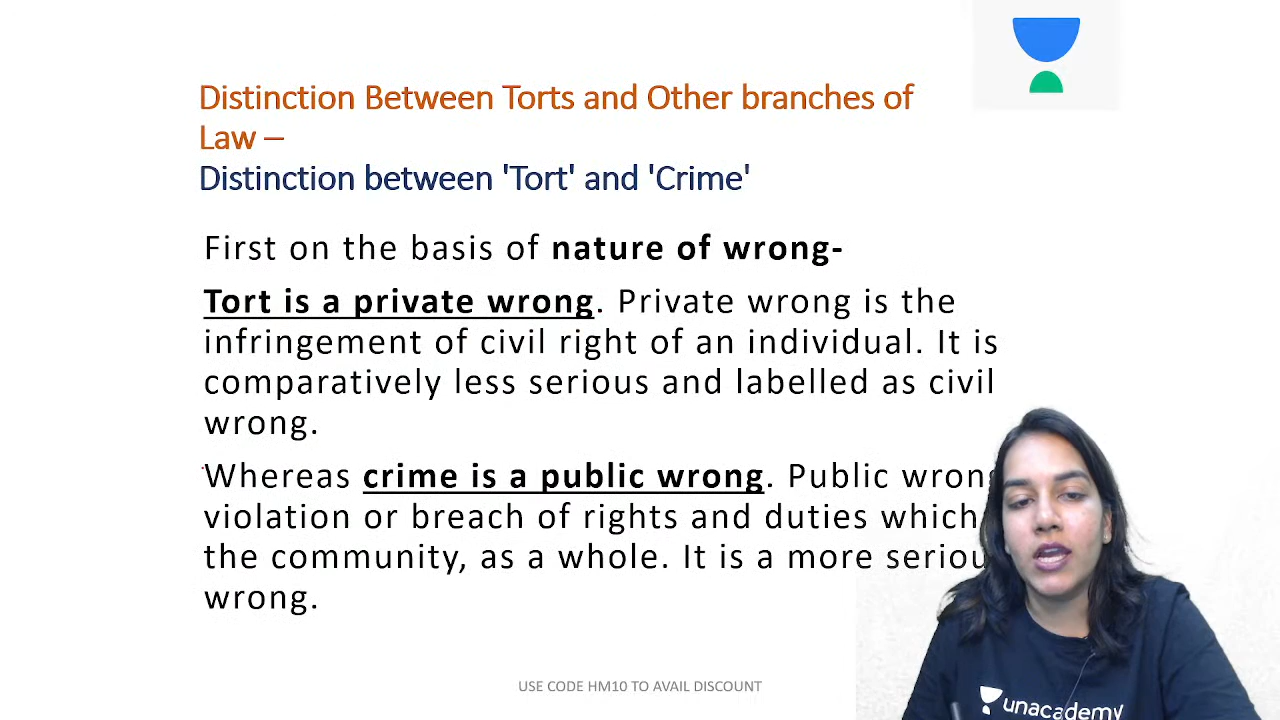 Distinction Between Torts and Other branches of
Law –
Distinction between 'Tort' and 'Crime'
First on the basis of nature of wrong-
Tort is a private wrong. Private wrong is the
infringement of civil right of an individual. It is
comparatively less serious and labelled as civil
wrong.
Whereas crime is a public wrong. Public wrong
violation or breach of rights and duties which
the community, as a whole. It is a more seriou
wrong.
unacademy
USE CODE HM10 TO AVAIL DISCOUNT